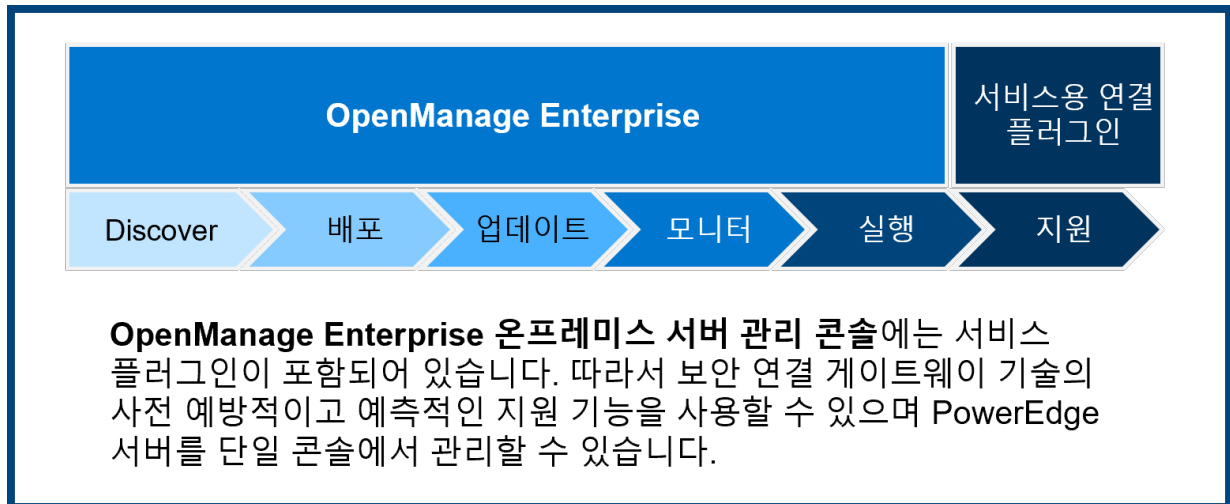 OpenManage Enterprise
서비스용 연결
플러그인
Discover
배포
업데이트
모니터
실행
지원
OpenManage Enterprise 온프레미스 서버 관리 콘솔에는 서비스
플러그인이 포함되어 있습니다. 따라서 보안 연결 게이트웨이 기술의
사전 예방적이고 예측적인 지원 기능을 사용할 수 있으며 PowerEdge
서버를 단일 콘솔에서 관리할 수 있습니다.